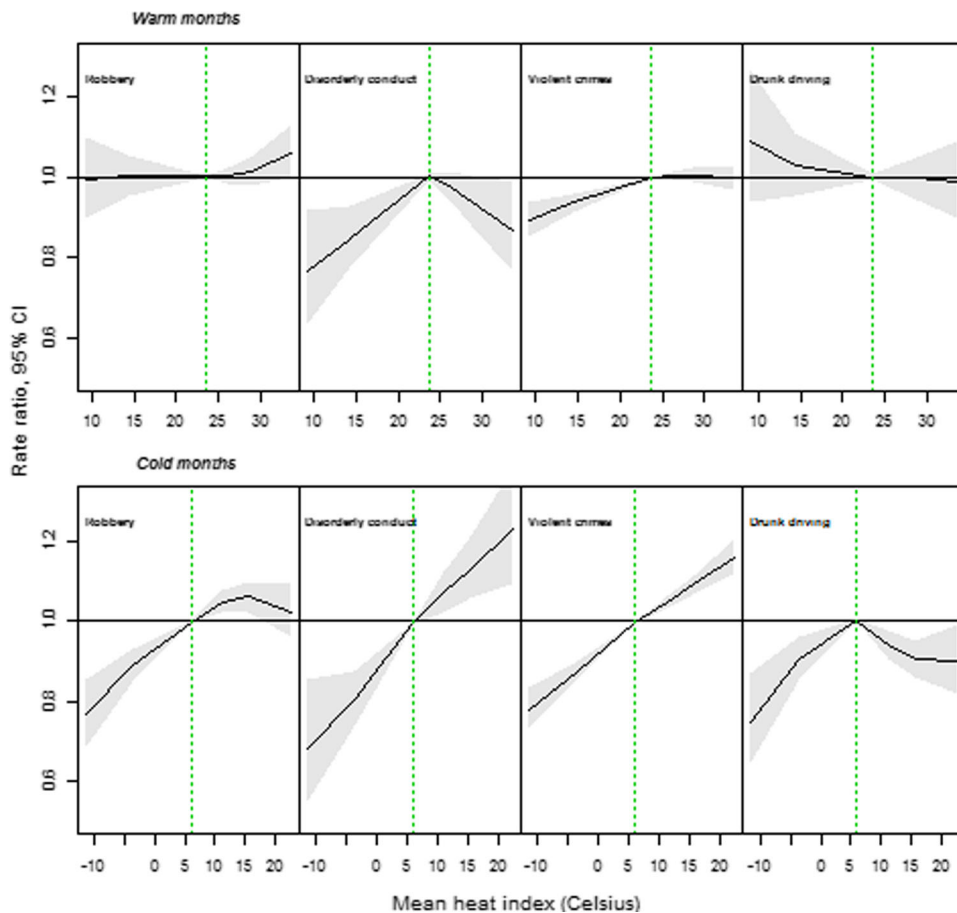 Warm months
Robbery
Disorderly conduct
Violent crimes
Drunk driving
0.6 0.8 1.0 1.2
10 15 20 25 30
10 15 20 25 30
10 15 20 25 30
10 15 20 25 30
Rate ratio, 95% CI
Cold months
Robbery
Disorderly conduct
Violent crimes
Drunk driving
0.6 0.8 1.0 1.2
-10 0 5 10 15 20
-10 0 5 10 15 20
-10 0 5 10 15 20
-10 0 5 10 15 20
Mean heat index (Celsius)